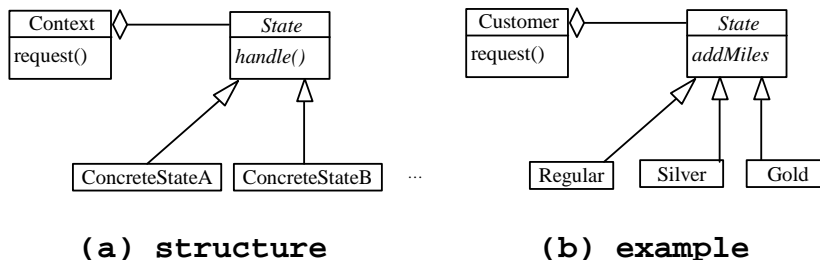 Context
State
request()
handle()
ConcreteStateA
ConcreteStateB
...
(a) structure
Customer
State
request()
addMiles
Regular
Silver
Gold
(b) example